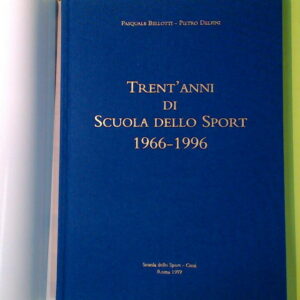 PASQUALE BELLOTTI - PIETRO DELFINI
TRENT'ANNI
DI
SCUOLA DELLO SPORT
1966-1996
Scuola dello Sport - Coni
Roma 1997